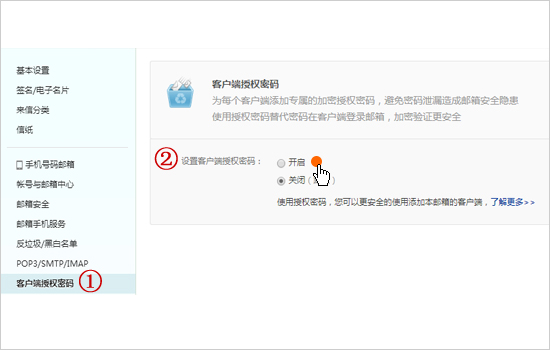 基本设置
签名/电子名片
来信分类
信纸
手机号码邮箱
帐号与邮箱中心
邮箱安全
邮箱手机服务
反垃圾/黑白名单
POP3/SMTP/IMAP
客户端授权密码 ①
客户端授权密码
为每个客户端添加专属的加密授权密码，避免密码泄漏造成邮箱安全隐患
使用授权密码替代密码在客户端登录邮箱，加密验证更安全
② 设置客户端授权密码： 开启
关闭
使用授权密码，您可以更安全的使用添加本邮箱的客户端，了解更多>>